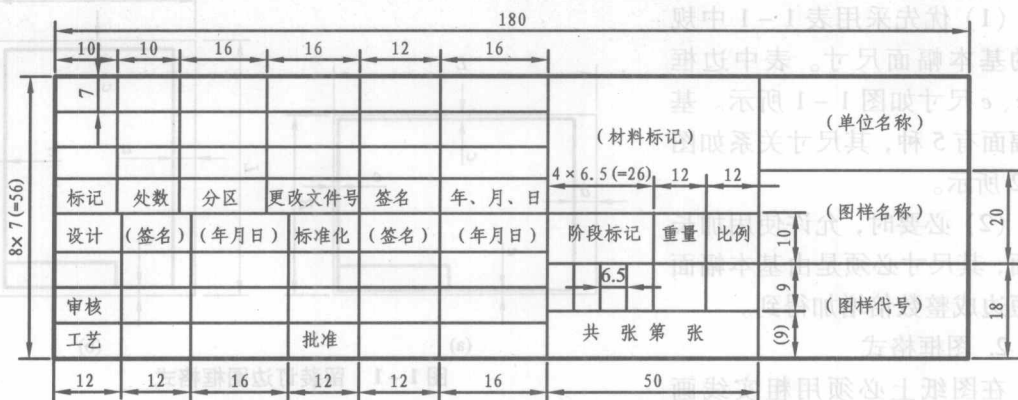 180
10 10 16 16 12 16
7
8×7(=56)
(单位名称)
(材料标记)
4×6.5(=26) 12 12
标记 处数 分区 更改文件号 签名 年、月、日
(图样名称)
20
设计 (签名) (年月日) 标准化 (签名) (年月日) 阶段标记 重量 比例
10
6.5
9
审核
(图样代号)
18
工艺 批准
共 张 第 张
(9)
12 12 16 12 12 16 50